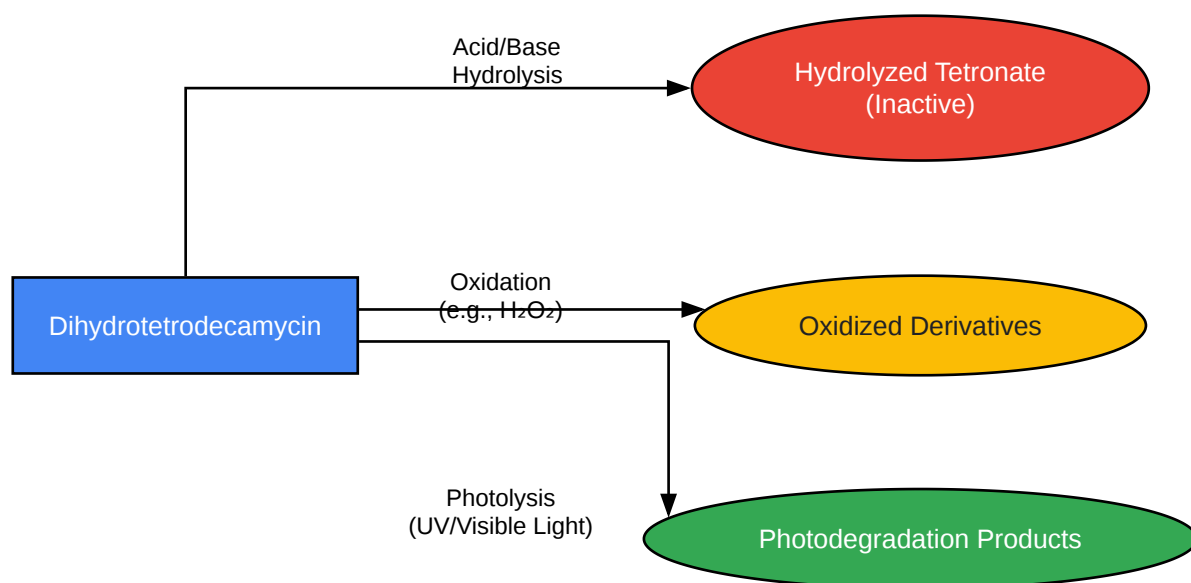 Acid/Base
Hydrolysis
Hydrolyzed Tetronate
(Inactive)
Dihydrotetrodecamycin
Oxidation
(e.g., H₂O₂)
Oxidized Derivatives
Photolysis
(UV/Visible Light)
Photodegradation Products